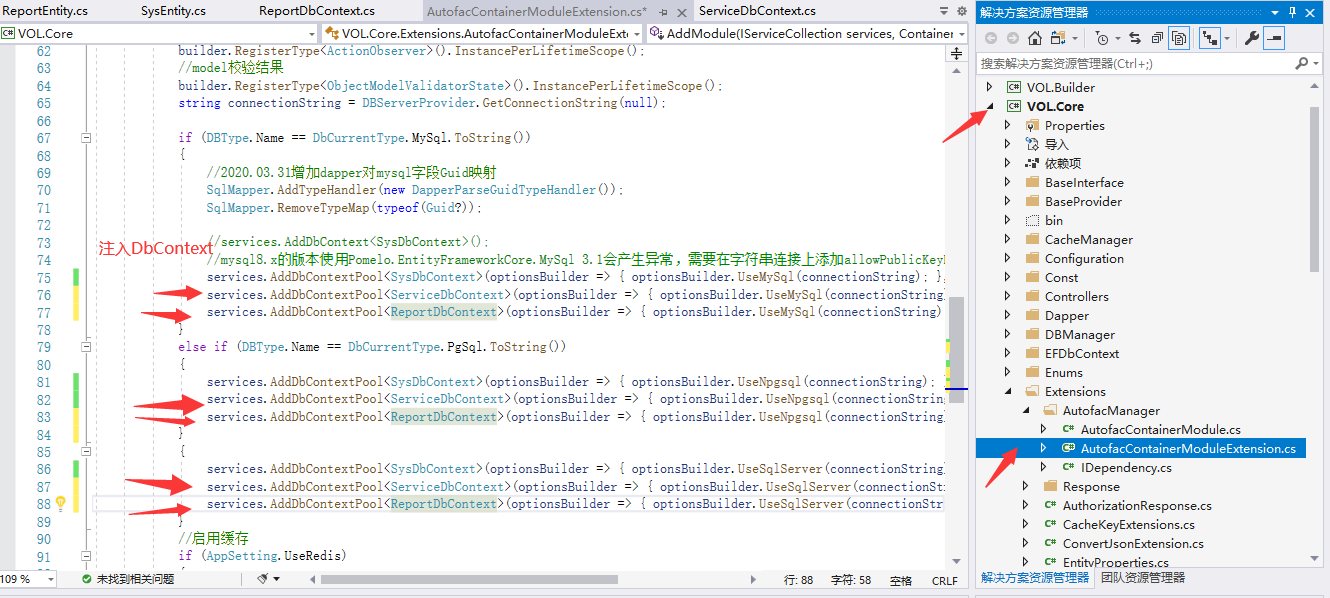 ReportEntity.cs SysEntity.cs ReportDbContext.cs AutofacContainerModuleExtension.cs* ServiceDbContext.cs
VOL.Core VOL.Core.Extensions.AutofacContainerModuleExte AddModule(IServiceCollection services, Container
62 builder.RegisterType<ActionObserver>().InstancePerLifetimeScope();
63 //model校验结果
64 builder.RegisterType<ObjectModelValidatorState>().InstancePerLifetimeScope();
65 string connectionString = DBServerProvider.GetConnectionString(null);
66
67 if (DBType.Name == DbCurrentType.MySql.ToString())
68 {
69 //2020.03.31增加dapper对mysql字段Guid映射
70 SqlMapper.AddTypeHandler(new DapperParseGuidTypeHandler());
71 SqlMapper.RemoveTypeMap(typeof(Guid?));
72
注入DbContext
73 //services.AddDbContext<SysDbContext>();
74 //mysql8.x的版本使用Pomelo.EntityFrameworkCore.MySql 3.1会产生异常，需要在字符串连接上添加allowPublicKey
75 services.AddDbContextPool<SysDbContext>(optionsBuilder => { optionsBuilder.UseMySql(connectionString); },
76 services.AddDbContextPool<ServiceDbContext>(optionsBuilder => { optionsBuilder.UseMySql(connectionString
77 services.AddDbContextPool<ReportDbContext>(optionsBuilder => { optionsBuilder.UseMySql(connectionString)
78 }
79 else if (DBType.Name == DbCurrentType.PgSql.ToString())
80 {
81 services.AddDbContextPool<SysDbContext>(optionsBuilder => { optionsBuilder.UseNpgsql(connectionString);
82 services.AddDbContextPool<ServiceDbContext>(optionsBuilder => { optionsBuilder.UseNpgsql(connectionStrin
83 services.AddDbContextPool<ReportDbContext>(optionsBuilder => { optionsBuilder.UseNpgsql(connectionString
84 }
85 {
86 services.AddDbContextPool<SysDbContext>(optionsBuilder => { optionsBuilder.UseSqlServer(connectionString
87 services.AddDbContextPool<ServiceDbContext>(optionsBuilder => { optionsBuilder.UseSqlServer(connectionSt
88 services.AddDbContextPool<ReportDbContext>(optionsBuilder => { optionsBuilder.UseSqlServer(connectionStr
89 }
90 //启用缓存
91 if (AppSetting.UseRedis)
109 % 未找到相关问题 行: 88 字符: 58 空格 CRLF
解决方案资源管理器
搜索解决方案资源管理器(Ctrl+;)
VOL.Builder
VOL.Core
Properties
导入
依赖项
BaseInterface
BaseProvider
bin
CacheManager
Configuration
Const
Controllers
Dapper
DBManager
EFDbContext
Enums
Extensions
AutofacManager
AutofacContainerModule.cs
AutofacContainerModuleExtension.cs
IDependency.cs
Response
AuthorizationResponse.cs
CacheKeyExtensions.cs
ConvertJsonExtension.cs
EntityProperties.cs
解决方案资源管理器 团队资源管理器